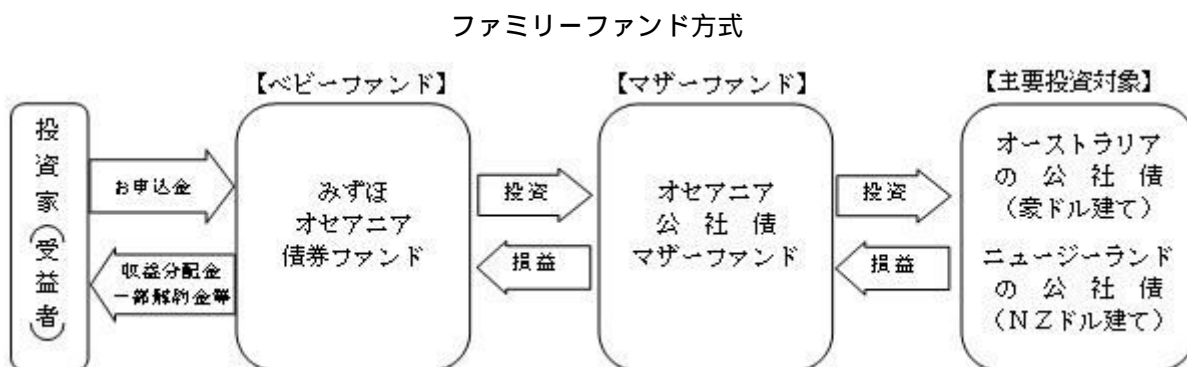 ファミリーファンド方式
【ベビーファンド】
【マザーファンド】
【主要投資対象】
投資家(受益者)
お申込金
収益分配金
一部解約金等
みずほ
オセアニア
債券ファンド
投資
損益
オセアニア
公社債
マザーファンド
投資
損益
オーストラリア
の公社債
(豪ドル建て)
ニュージーランド
の公社債
(NZドル建て)